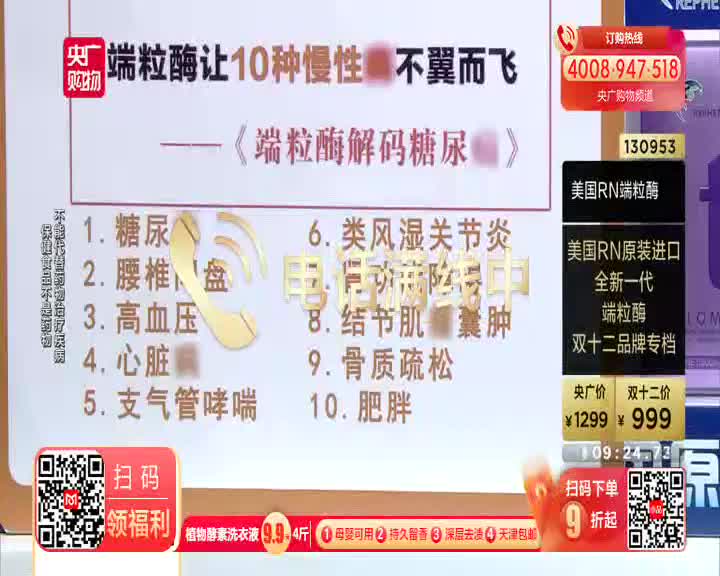 央广购物
端粒酶让10种慢性 不翼而飞
——《端粒酶解码糖尿 》
1. 糖尿
2. 腰椎 盘
3. 高血压
4. 心脏
5. 支气管哮喘
6. 类风湿关节炎
8. 结节肌 囊肿
9. 骨质疏松
10. 肥胖
电话满线中
保健食品不是药物
不能代替药物治疗疾病
订购热线
4008·947·518
央广购物频道
130953
美国RN端粒酶
美国RN原装进口
全新一代
端粒酶
双十二品牌专档
央广价
¥1299
双十二价
¥999
09:24.73
扫码
领福利
植物酵素洗衣液 9.9元 4斤 ①母婴可用 ②持久留香 ③深层去渍 ④天津包邮
扫码下单
9折起
原